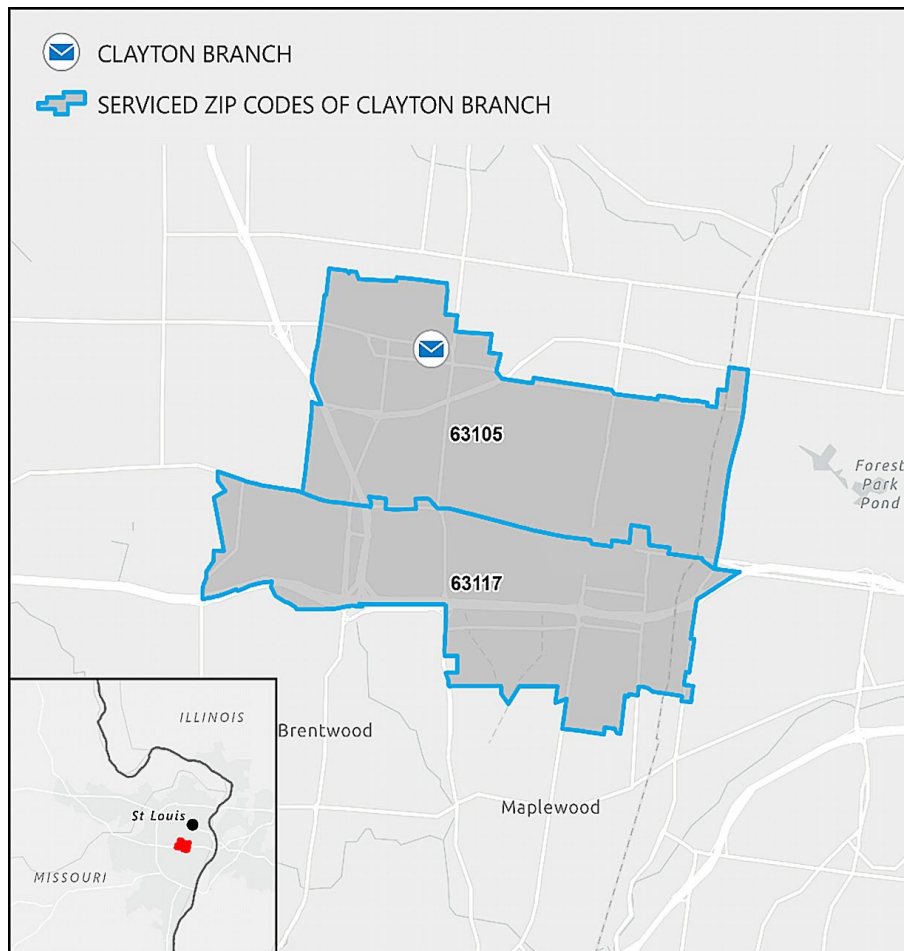 CLAYTON BRANCH
SERVICED ZIP CODES OF CLAYTON BRANCH
63105
Forest
Park
Pond
63117
ILLINOIS
Brentwood
St Louis
Maplewood
MISSOURI